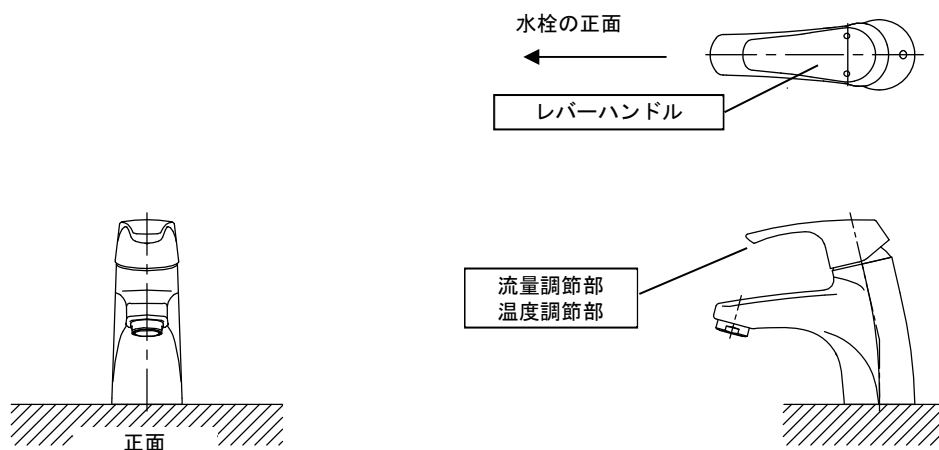 水栓の正面
レバーハンドル
流量調節部
温度調節部
正面